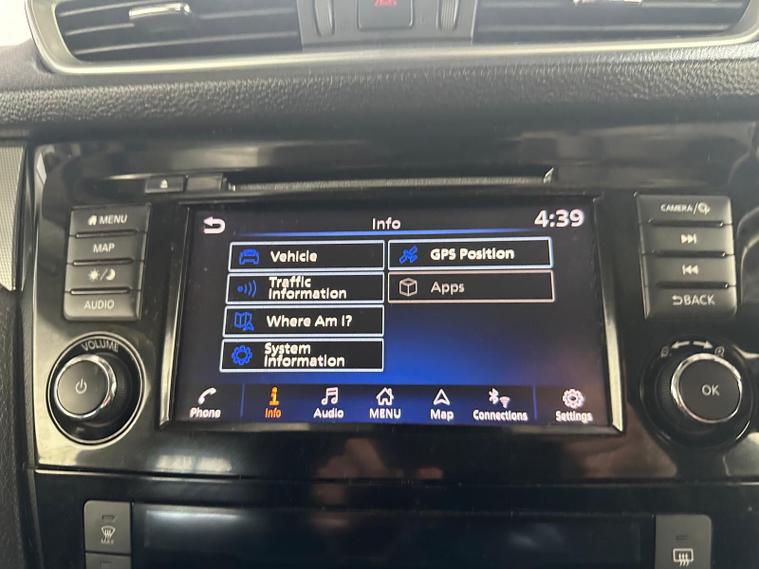 MENU
MAP
AUDIO
VOLUME
Info
4:39
Vehicle
GPS Position
Traffic
Information
Apps
Where Am I?
System
Information
Phone
Info
Audio
MENU
Map
Connections
Settings
CAMERA/
BACK
OK
MAX